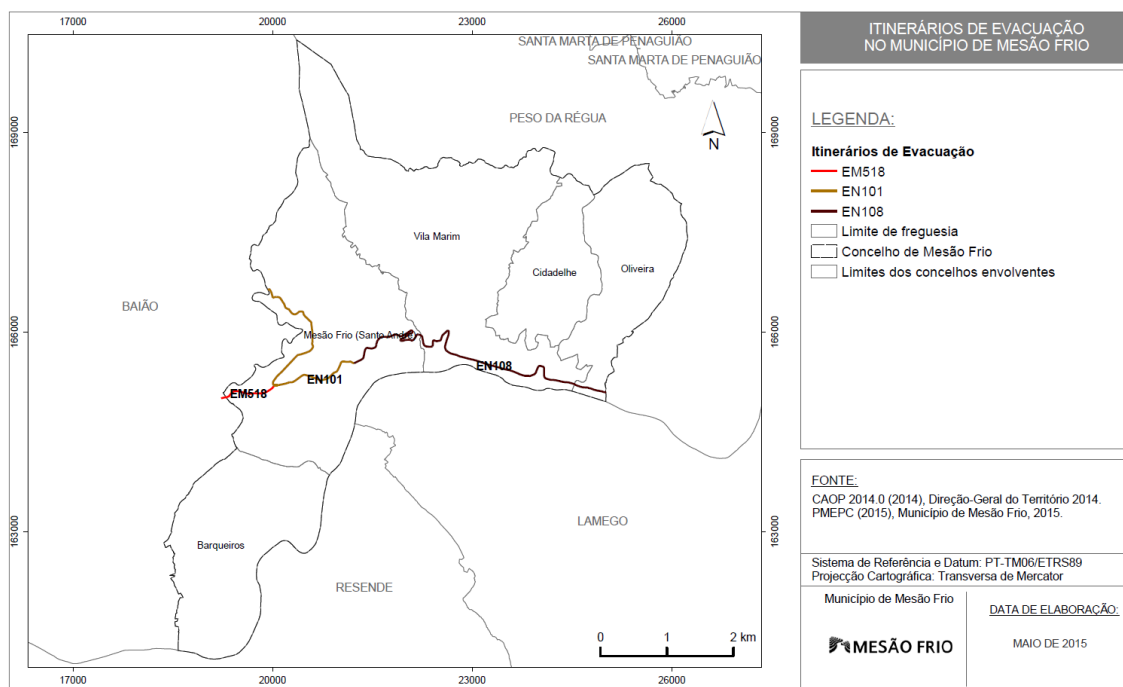 17000
20000
23000
26000
SANTA MARTA DE PENAGUIÃO
SANTA MARTA DE PENAGUIÃO
PESO DA RÉGUA
169000
169000
N
Vila Marim
Cidadelhe
Oliveira
BAIÃO
166000
166000
Mesão Frio (Santo André)
EN108
EN101
EM518
LAMEGO
163000
163000
Barqueiros
RESENDE
0 1 2 km
17000
20000
23000
26000
ITINERÁRIOS DE EVACUAÇÃO
NO MUNICÍPIO DE MESÃO FRIO
LEGENDA:
Itinerários de Evacuação
EM518
EN101
EN108
Limite de freguesia
Concelho de Mesão Frio
Limites dos concelhos envolventes
FONTE:
CAOP 2014.0 (2014), Direção-Geral do Território 2014.
PMEPC (2015), Município de Mesão Frio, 2015.
Sistema de Referência e Datum: PT-TM06/ETRS89
Projecção Cartográfica: Transversa de Mercator
Município de Mesão Frio
MESÃO FRIO
DATA DE ELABORAÇÃO:
MAIO DE 2015